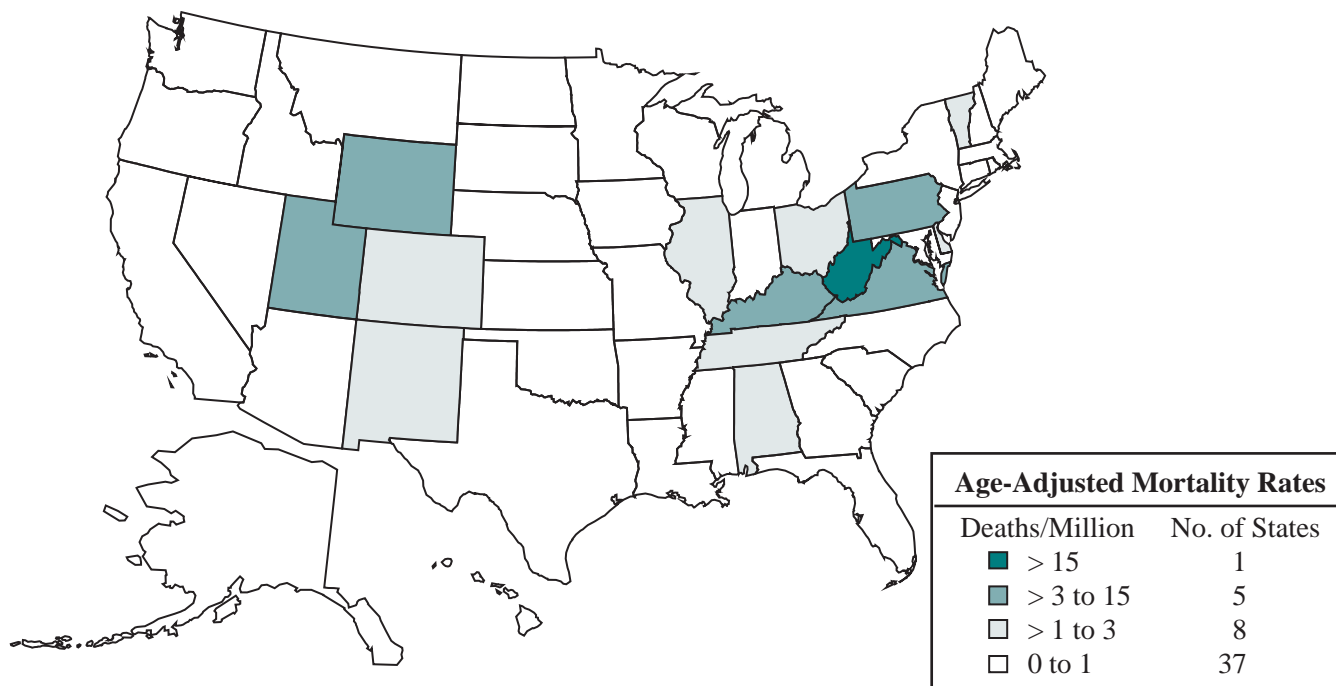 Age-Adjusted Mortality Rates
Deaths/Million No. of States
> 15 1
> 3 to 15 5
> 1 to 3 8
0 to 1 37